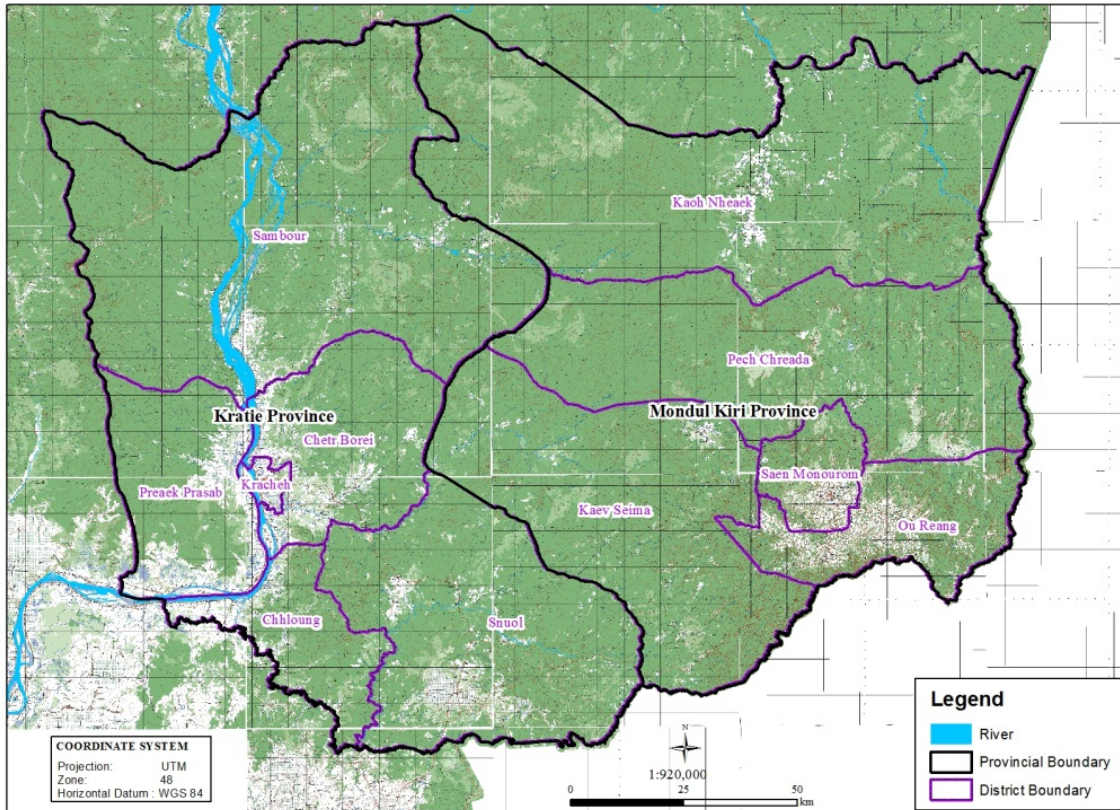 Kaoh Nheaek
Sambour
Pech Chreada
Kratie Province
Mondul Kiri Province
Chetr Borei
Saen Monourom
Preaek Prasab
Kracheh
Kaev Seima
Ou Reang
Chhloung
Snuol
Legend
River
Provincial Boundary
District Boundary
COORDINATE SYSTEM
Projection: UTM
Zone: 48
Horizontal Datum : WGS 84
N
1:920,000
0 25 50
km